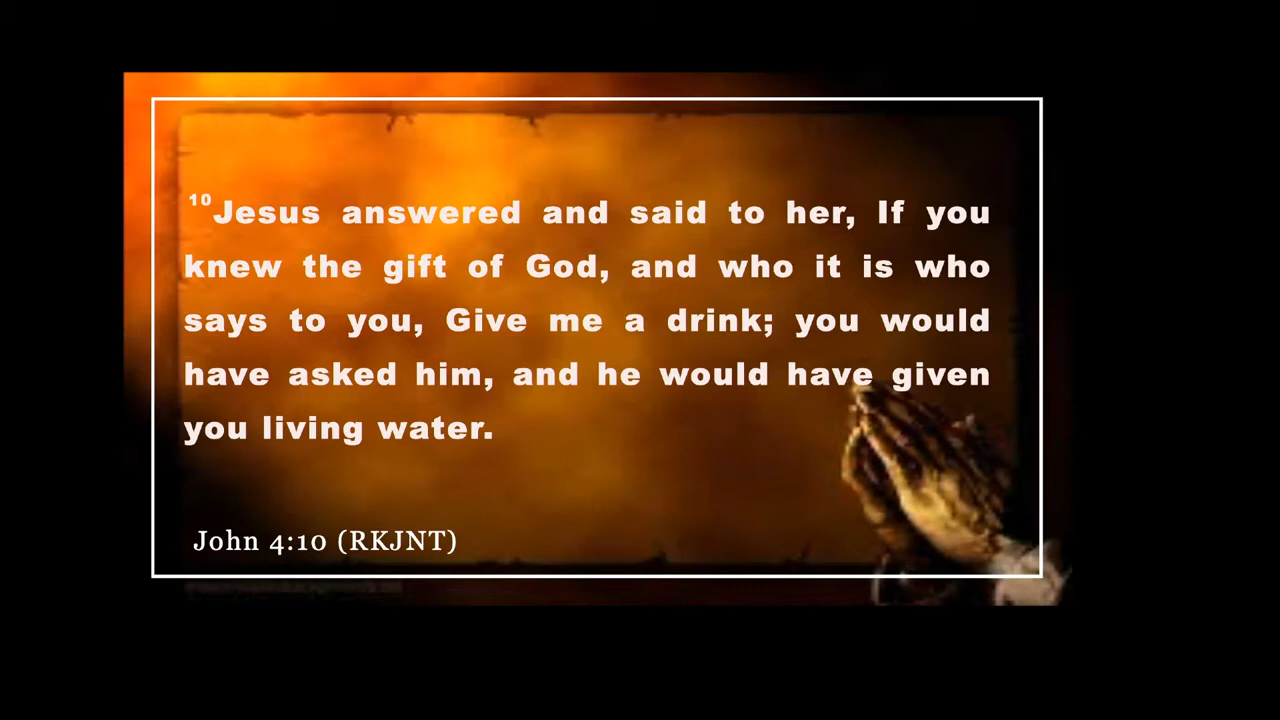 ¹⁰Jesus answered and said to her, If you
knew the gift of God, and who it is who
says to you, Give me a drink; you would
have asked him, and he would have given
you living water.
John 4:10 (RKJNT)